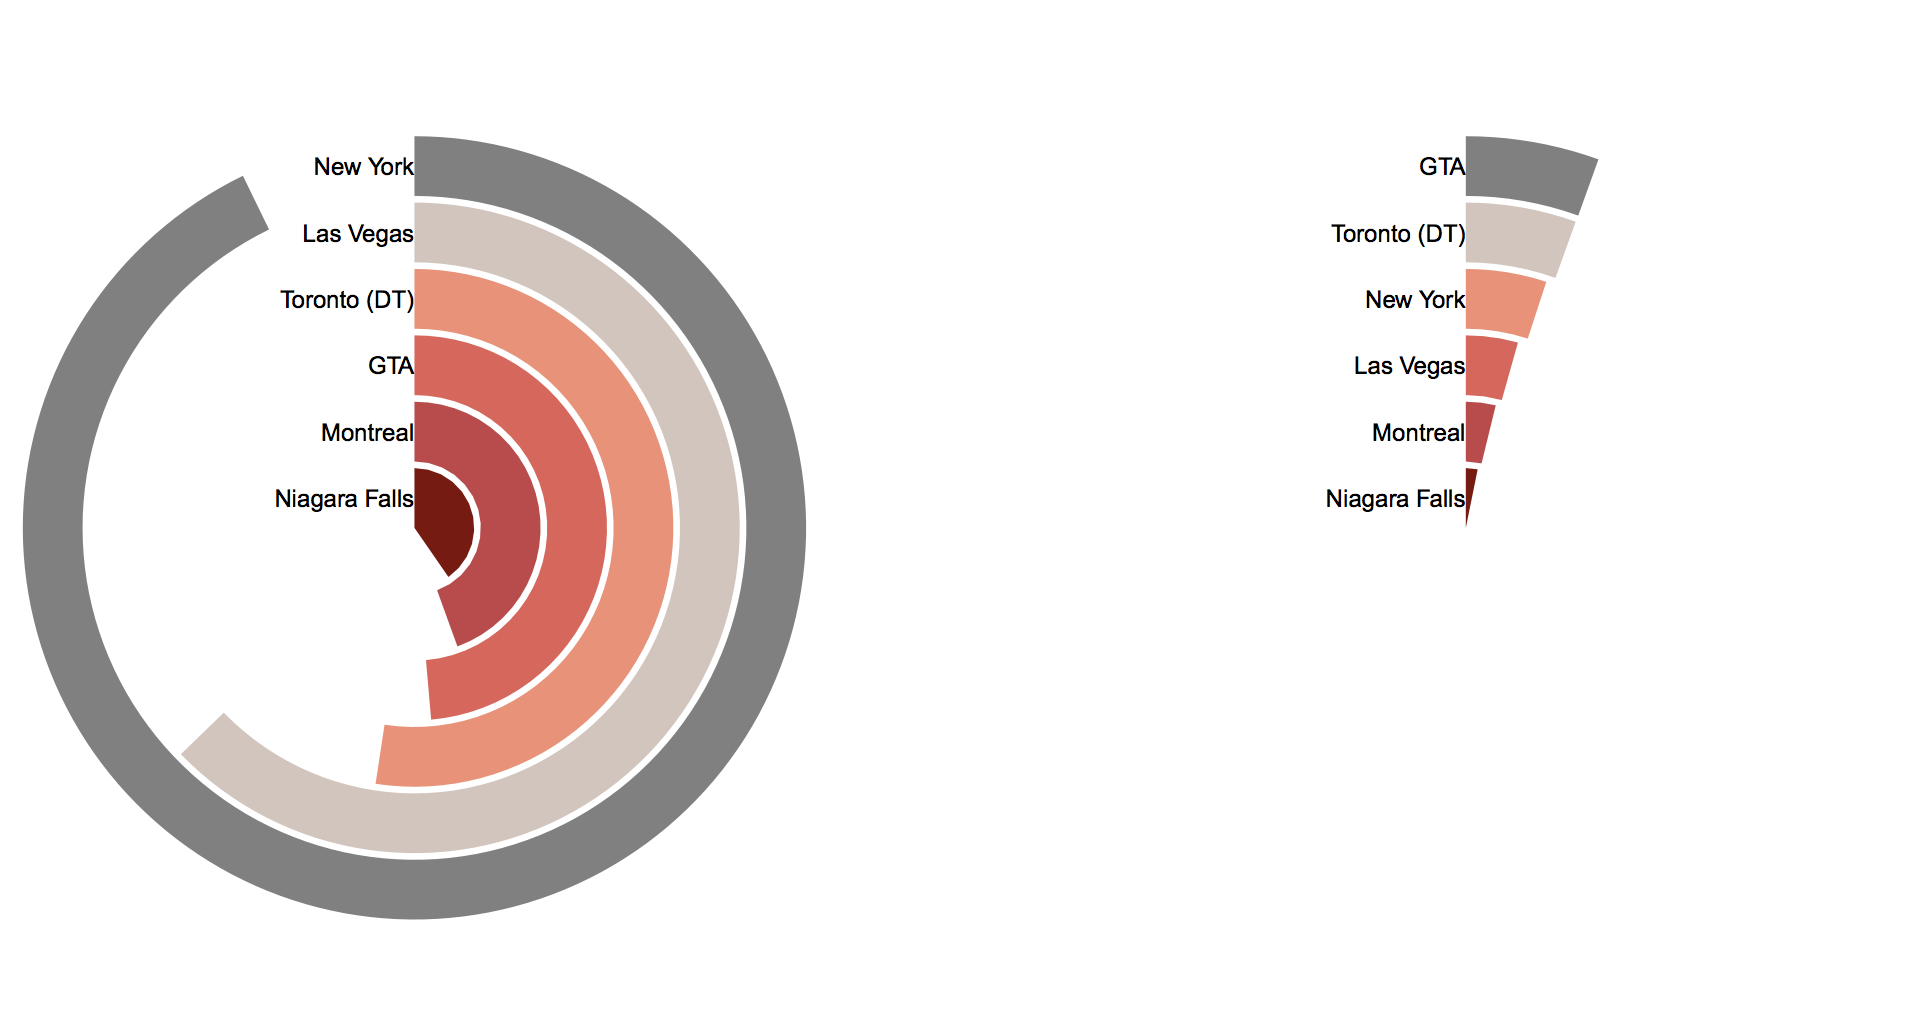 New York
Las Vegas
Toronto (DT)
GTA
Montreal
Niagara Falls
GTA
Toronto (DT)
New York
Las Vegas
Montreal
Niagara Falls